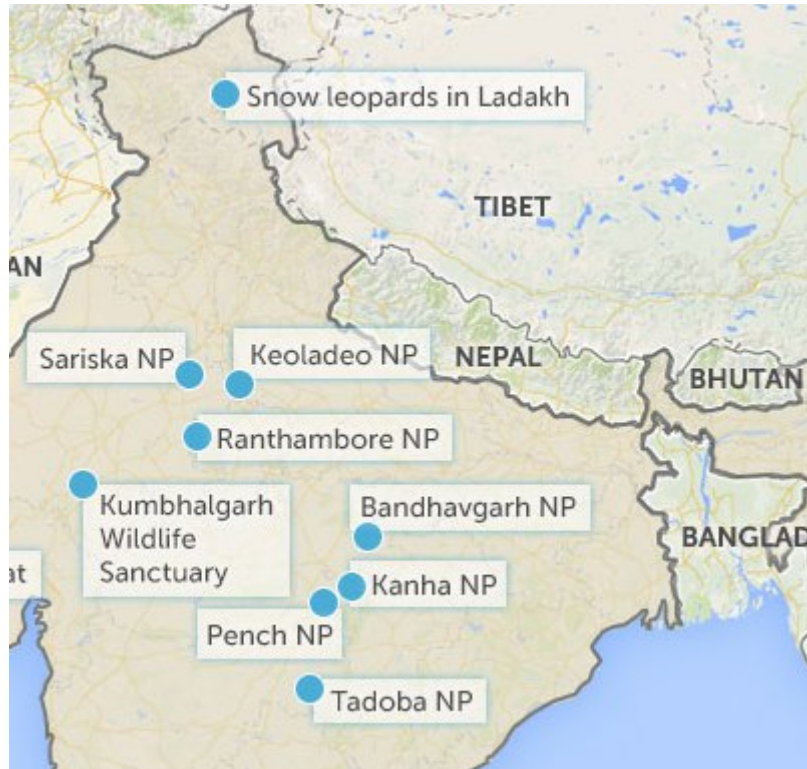 Snow leopards in Ladakh
TIBET
AN
Sariska NP
Keoladeo NP
NEPAL
BHUTAN
Ranthambore NP
Kumbhalgarh
Wildlife
Sanctuary
Bandhavgarh NP
BANGLAD
at
Kanha NP
Pench NP
Tadoba NP